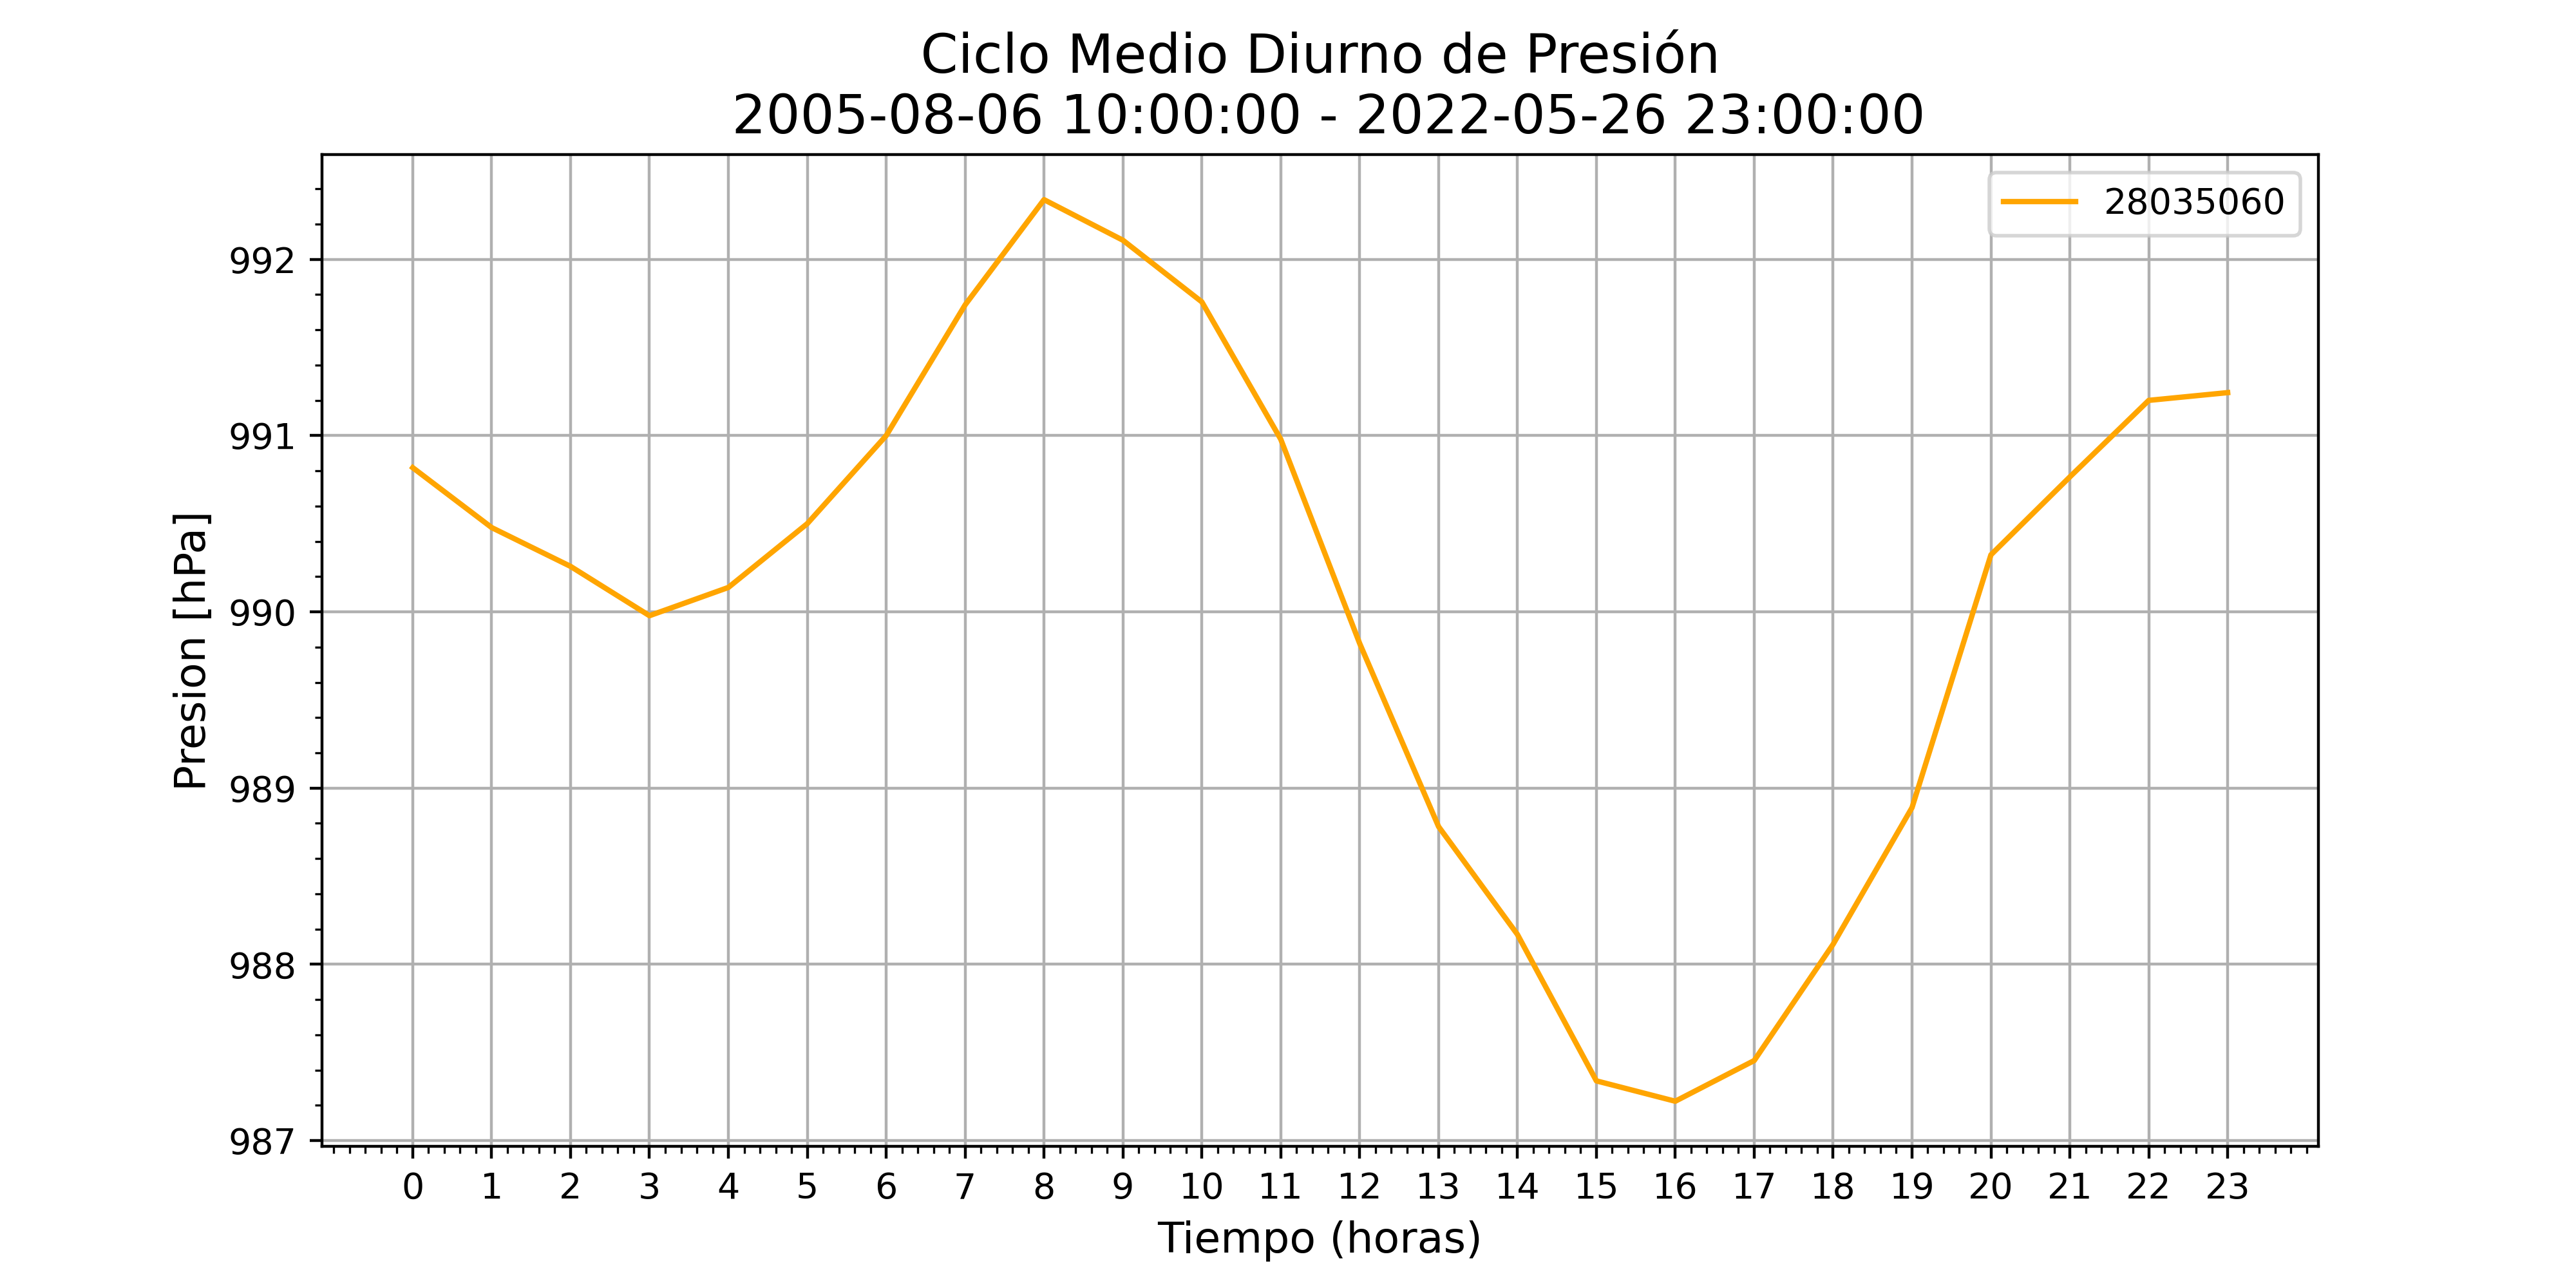 Ciclo Medio Diurno de Presión
2005-08-06 10:00:00 - 2022-05-26 23:00:00
28035060
992
991
990
989
988
987
Presion [hPa]
0 1 2 3 4 5 6 7 8 9 10 11 12 13 14 15 16 17 18 19 20 21 22 23
Tiempo (horas)